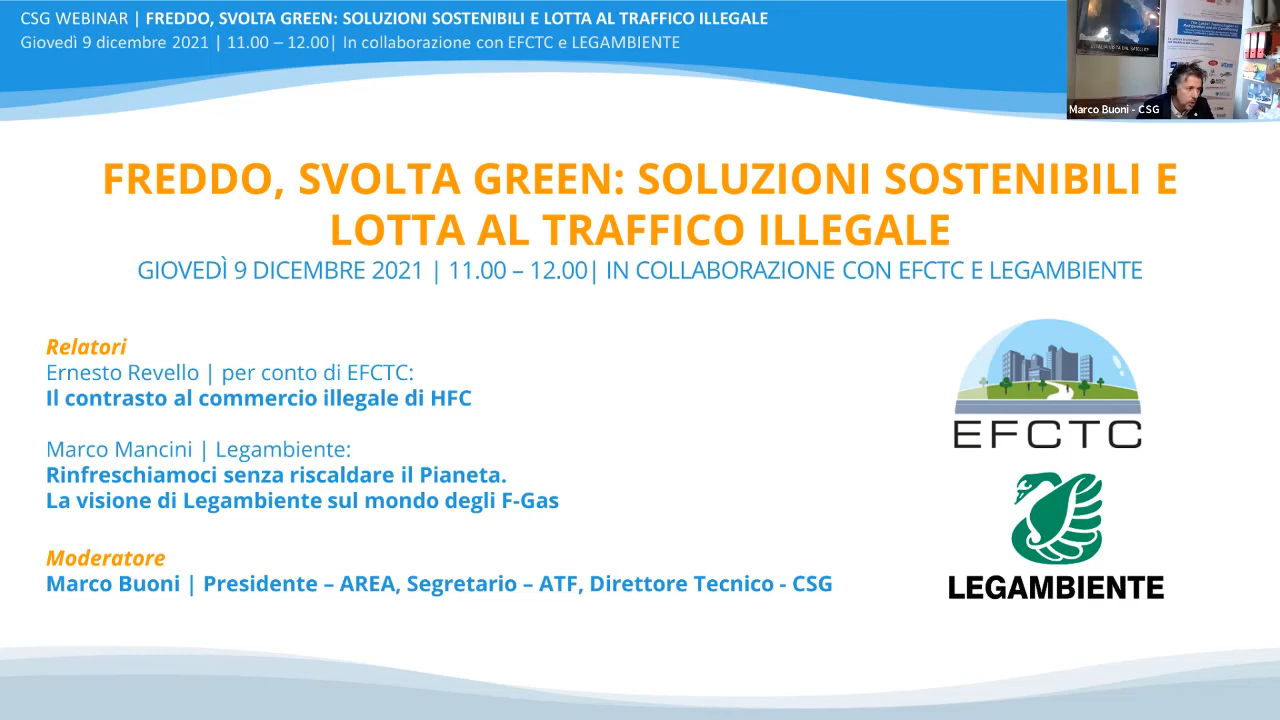 CSG WEBINAR | FREDDO, SVOLTA GREEN: SOLUZIONI SOSTENIBILI E LOTTA AL TRAFFICO ILLEGALE
Giovedì 9 dicembre 2021 | 11.00 – 12.00| In collaborazione con EFCTC e LEGAMBIENTE
L'ITALIA VISTA DAL SATELLITE
Marco Buoni - CSG
FREDDO, SVOLTA GREEN: SOLUZIONI SOSTENIBILI E
LOTTA AL TRAFFICO ILLEGALE
GIOVEDÌ 9 DICEMBRE 2021 | 11.00 – 12.00| IN COLLABORAZIONE CON EFCTC E LEGAMBIENTE
Relatori
Ernesto Revello | per conto di EFCTC:
Il contrasto al commercio illegale di HFC
Marco Mancini | Legambiente:
Rinfreschiamoci senza riscaldare il Pianeta.
La visione di Legambiente sul mondo degli F-Gas
Moderatore
Marco Buoni | Presidente – AREA, Segretario – ATF, Direttore Tecnico - CSG
EFCTC
LEGAMBIENTE